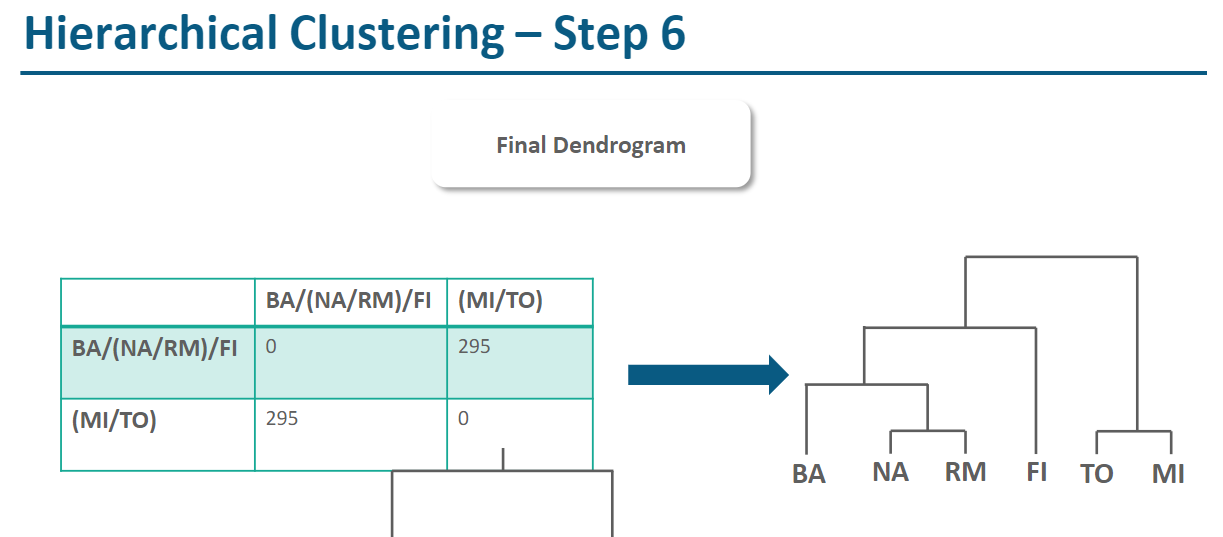 Hierarchical Clustering – Step 6
Final Dendrogram
BA/(NA/RM)/FI (MI/TO)
BA/(NA/RM)/FI 0 295
(MI/TO) 295 0
BA NA RM FI TO MI